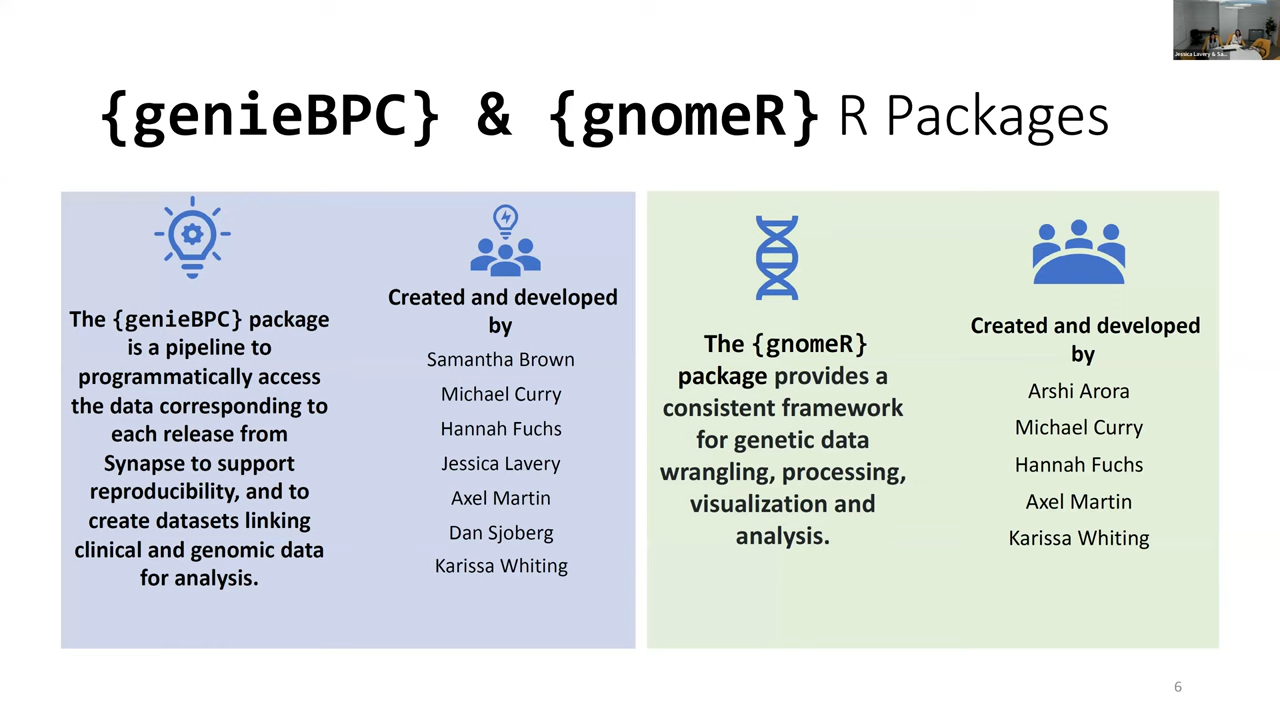 Jessica Lavery & Sa...
{genieBPC} & {gnomeR} R Packages
The {genieBPC} package
is a pipeline to
programmatically access
the data corresponding to
each release from
Synapse to support
reproducibility, and to
create datasets linking
clinical and genomic data
for analysis.
Created and developed
by
Samantha Brown
Michael Curry
Hannah Fuchs
Jessica Lavery
Axel Martin
Dan Sjoberg
Karissa Whiting
The {gnomeR}
package provides a
consistent framework
for genetic data
wrangling, processing,
visualization and
analysis.
Created and developed
by
Arshi Arora
Michael Curry
Hannah Fuchs
Axel Martin
Karissa Whiting
6